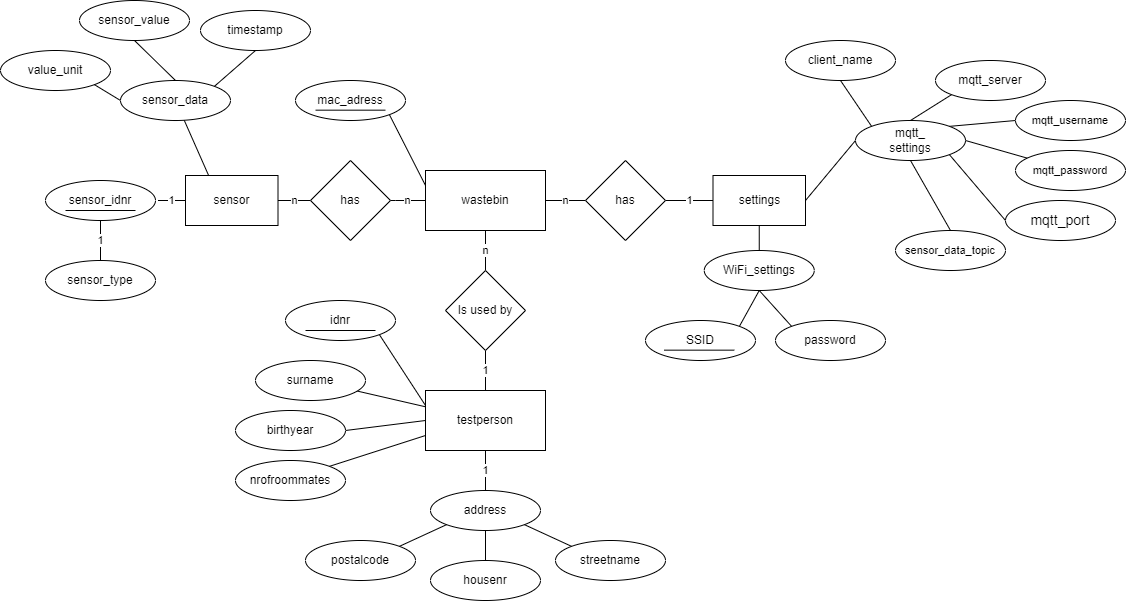 sensor_value
timestamp
value_unit
sensor_data
client_name
mqtt_server
mac_adress
mqtt_username
mqtt_
settings
mqtt_password
sensor_idnr
1
sensor
n
has
n
wastebin
n
has
1
settings
mqtt_port
1
n
sensor_data_topic
sensor_type
WiFi_settings
Is used by
idnr
SSID
password
1
surname
testperson
birthyear
nrofroommates
1
address
postalcode
streetname
housenr